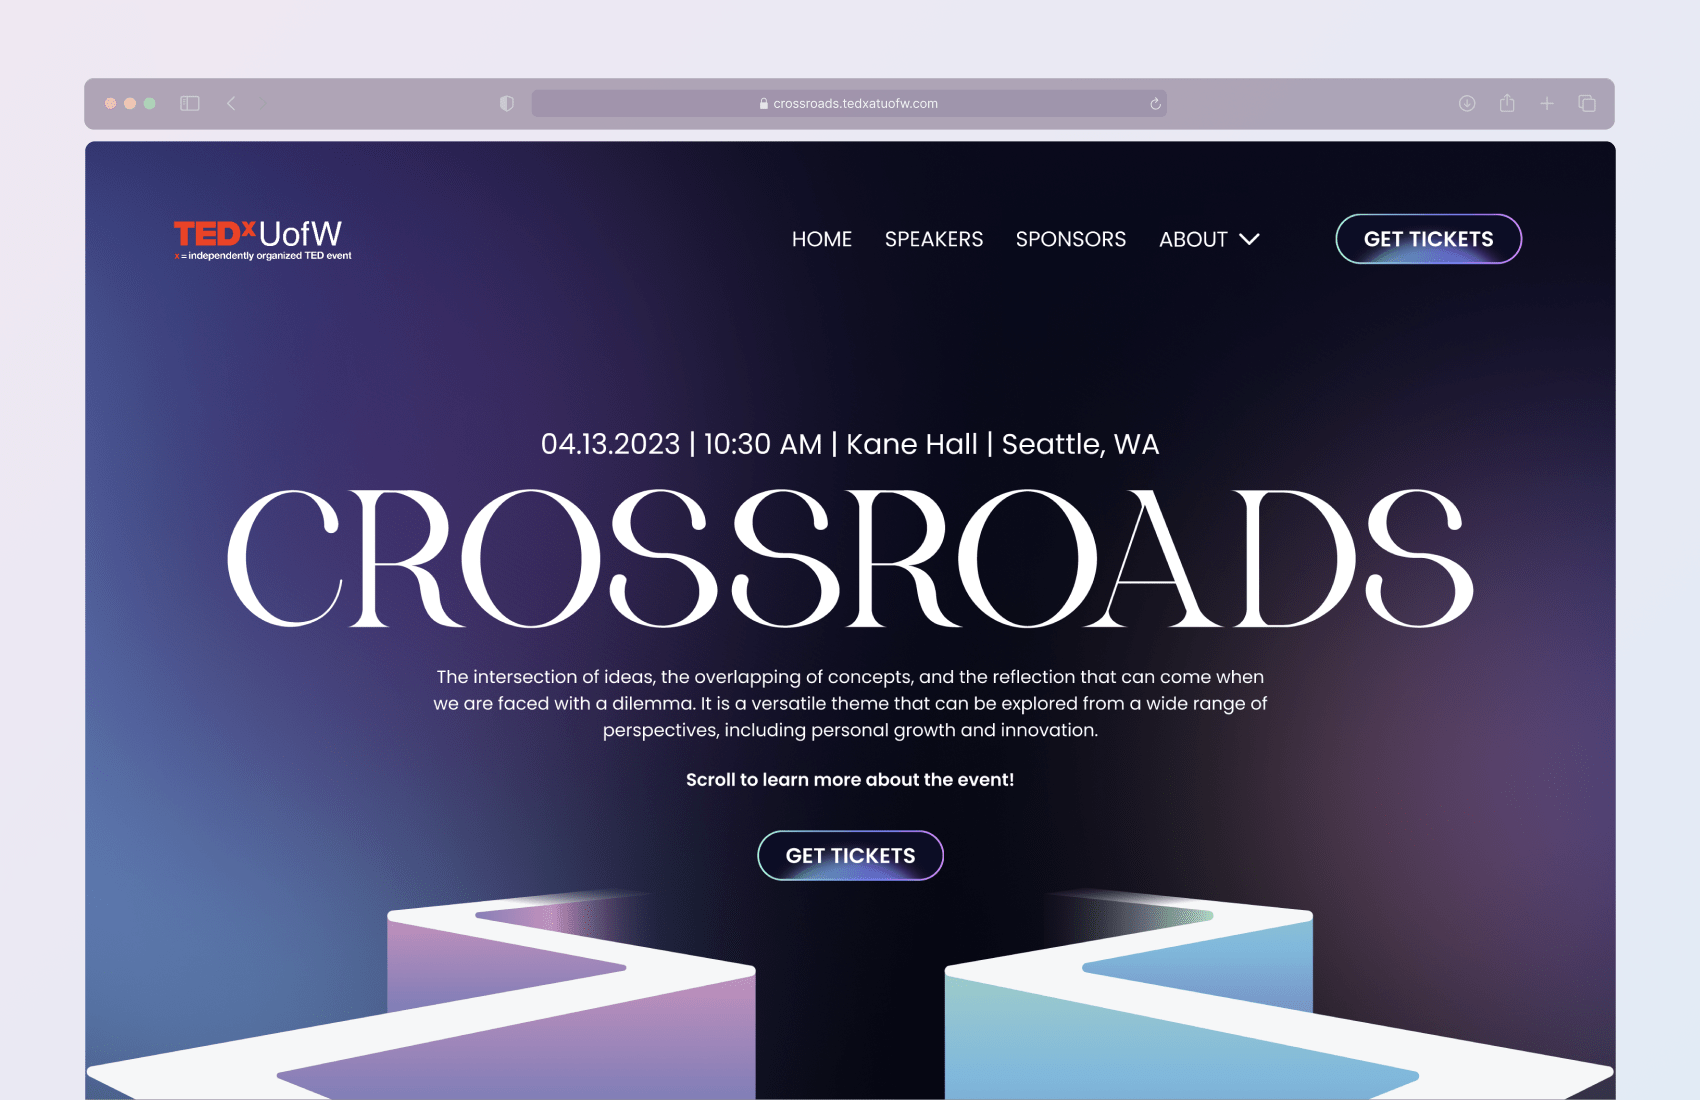 crossroads.tedxatuofw.com
TEDxUofW
x = independently organized TED event
HOME SPEAKERS SPONSORS ABOUT GET TICKETS
04.13.2023 | 10:30 AM | Kane Hall | Seattle, WA
CROSSROADS
The intersection of ideas, the overlapping of concepts, and the reflection that can come when
we are faced with a dilemma. It is a versatile theme that can be explored from a wide range of
perspectives, including personal growth and innovation.
Scroll to learn more about the event!
GET TICKETS